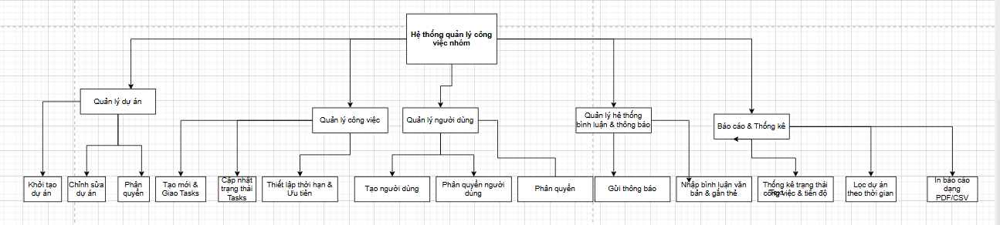 Hệ thống quản lý công
việc nhóm
Quản lý dự án
Quản lý công việc
Quản lý người dùng
Quản lý hệ thống
bình luận & thông báo
Báo cáo & Thống kê
Khởi tạo
dự án
Chỉnh sửa
dự án
Phân
quyền
Tạo mới &
Giao Tasks
Cập nhật
trạng thái
Tasks
Thiết lập thời hạn &
Ưu tiên
Tạo người dùng
Phân quyền người
dùng
Phân quyền
Gửi thông báo
Nhập bình luận văn
bản & gắn thẻ
Thống kê trạng thái
công việc & tiến độ
Text
Lọc dự án
theo thời gian
In báo cáo
dạng
PDF/CSV